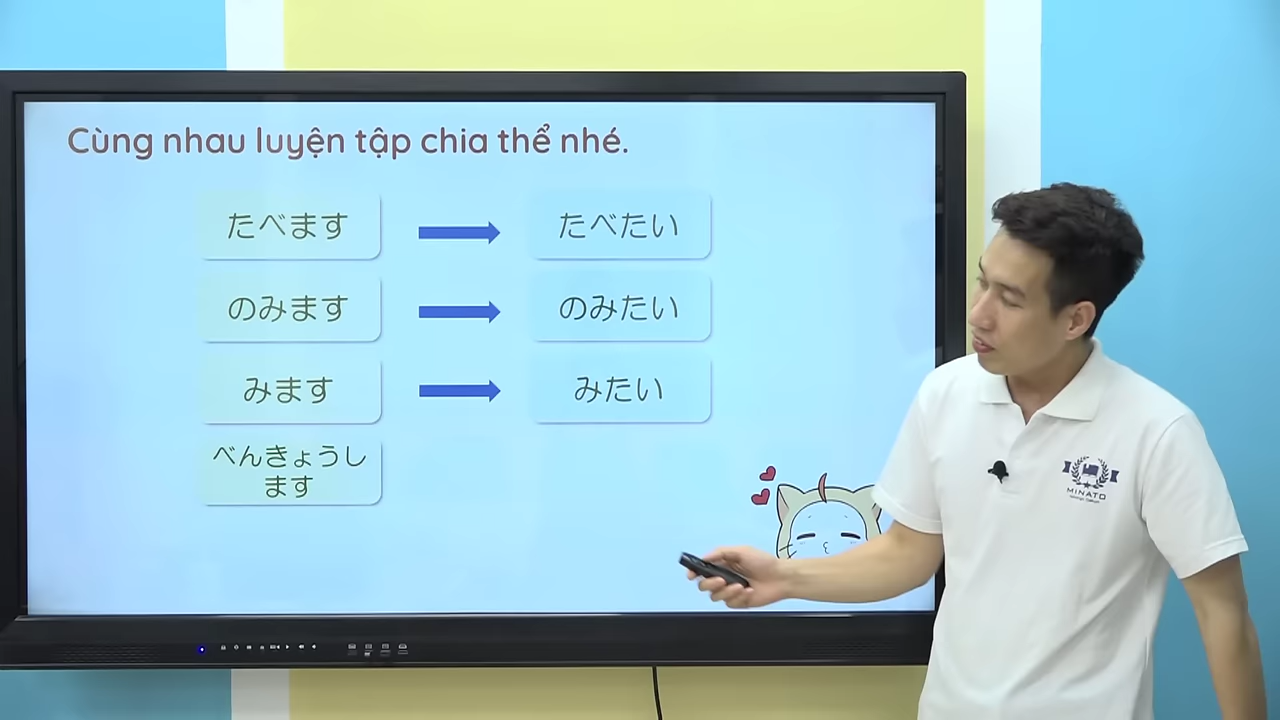 Cùng nhau luyện tập chia thể nhé.
たべます
たべたい
のみます
のみたい
みます
みたい
べんきょうし
ます
MINATO